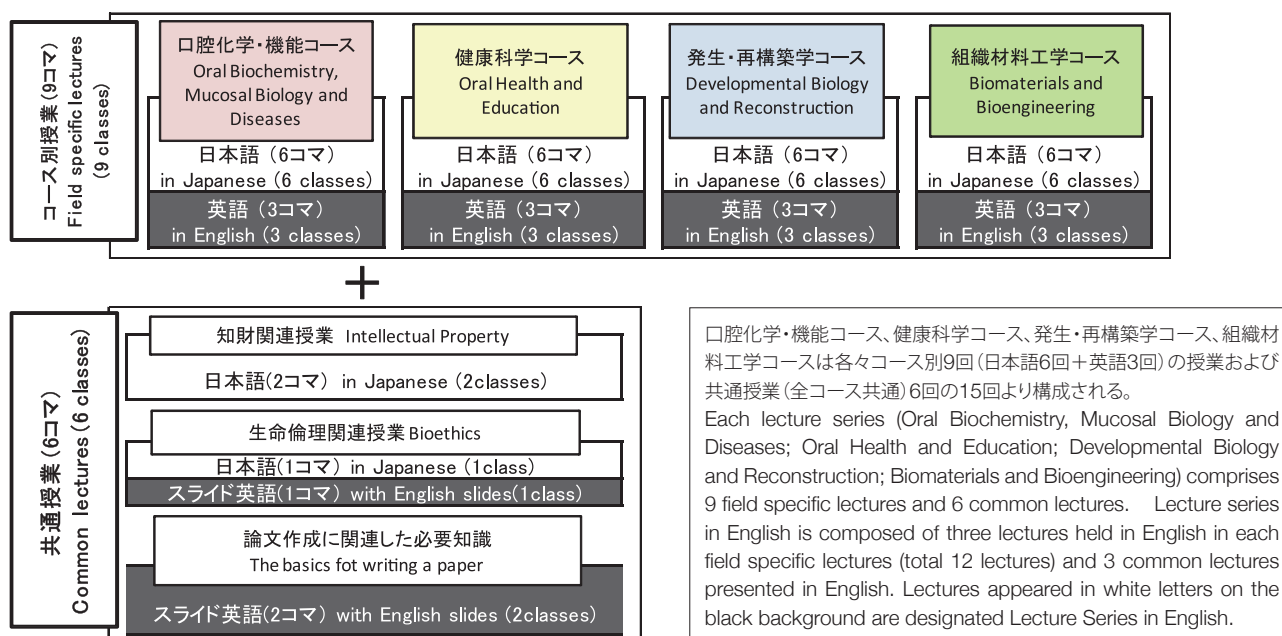 コース別授業(9コマ)
Field specific lectures
(9 classes)
口腔化学・機能コース
Oral Biochemistry,
Mucosal Biology and
Diseases
日本語 (6コマ)
in Japanese (6 classes)
英語 (3コマ)
in English (3 classes)
健康科学コース
Oral Health and
Education
日本語 (6コマ)
in Japanese (6 classes)
英語 (3コマ)
in English (3 classes)
発生・再構築学コース
Developmental Biology
and Reconstruction
日本語 (6コマ)
in Japanese (6 classes)
英語 (3コマ)
in English (3 classes)
組織材料工学コース
Biomaterials and
Bioengineering
日本語 (6コマ)
in Japanese (6 classes)
英語 (3コマ)
in English (3 classes)
+
共通授業(6コマ)
Common lectures (6 classes)
知財関連授業 Intellectual Property
日本語(2コマ) in Japanese (2classes)
生命倫理関連授業 Bioethics
日本語(1コマ) in Japanese (1class)
スライド英語(1コマ) with English slides(1class)
論文作成に関連した必要知識
The basics fot writing a paper
スライド英語(2コマ) with English slides (2classes)
口腔化学・機能コース、健康科学コース、発生・再構築学コース、組織材
料工学コースは各々コース別9回(日本語6回+英語3回)の授業および
共通授業(全コース共通)6回の15回より構成される。
Each lecture series (Oral Biochemistry, Mucosal Biology and
Diseases; Oral Health and Education; Developmental Biology
and Reconstruction; Biomaterials and Bioengineering) comprises
9 field specific lectures and 6 common lectures. Lecture series
in English is composed of three lectures held in English in each
field specific lectures (total 12 lectures) and 3 common lectures
presented in English. Lectures appeared in white letters on the
black background are designated Lecture Series in English.